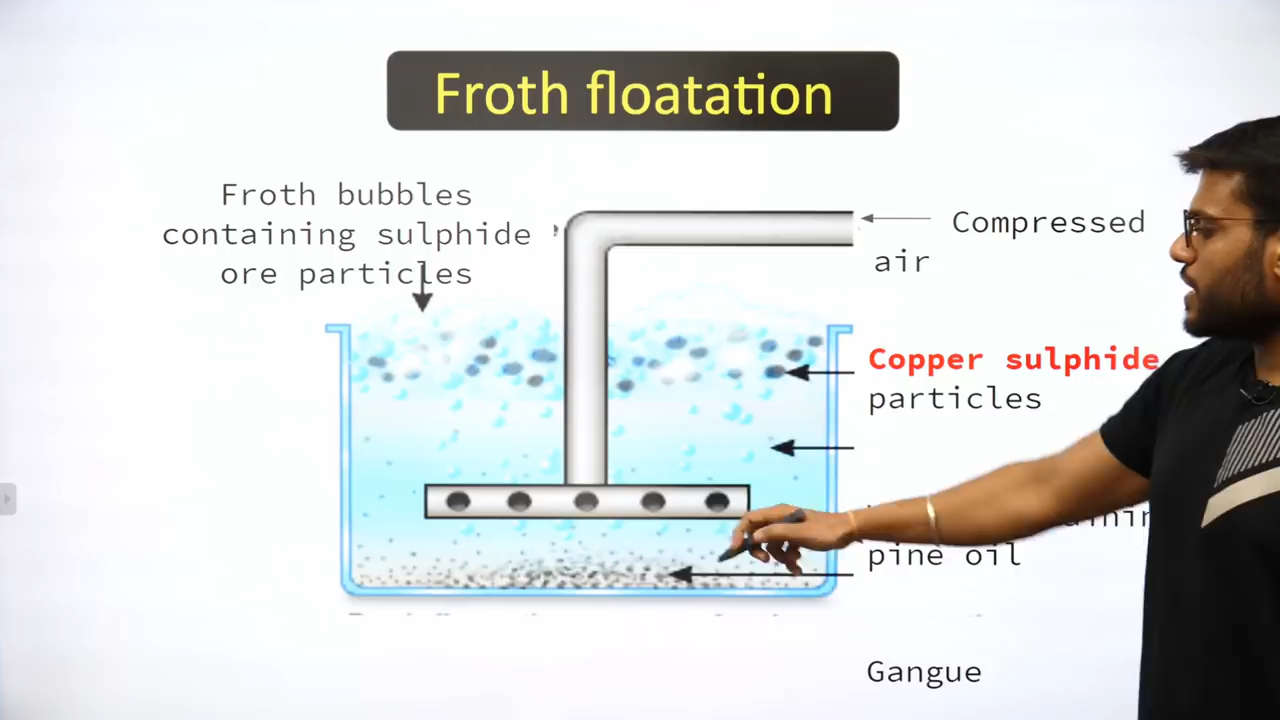 Froth floatation
Froth bubbles
containing sulphide
ore particles
Compressed
air
Copper sulphide
particles
pine oil
Gangue